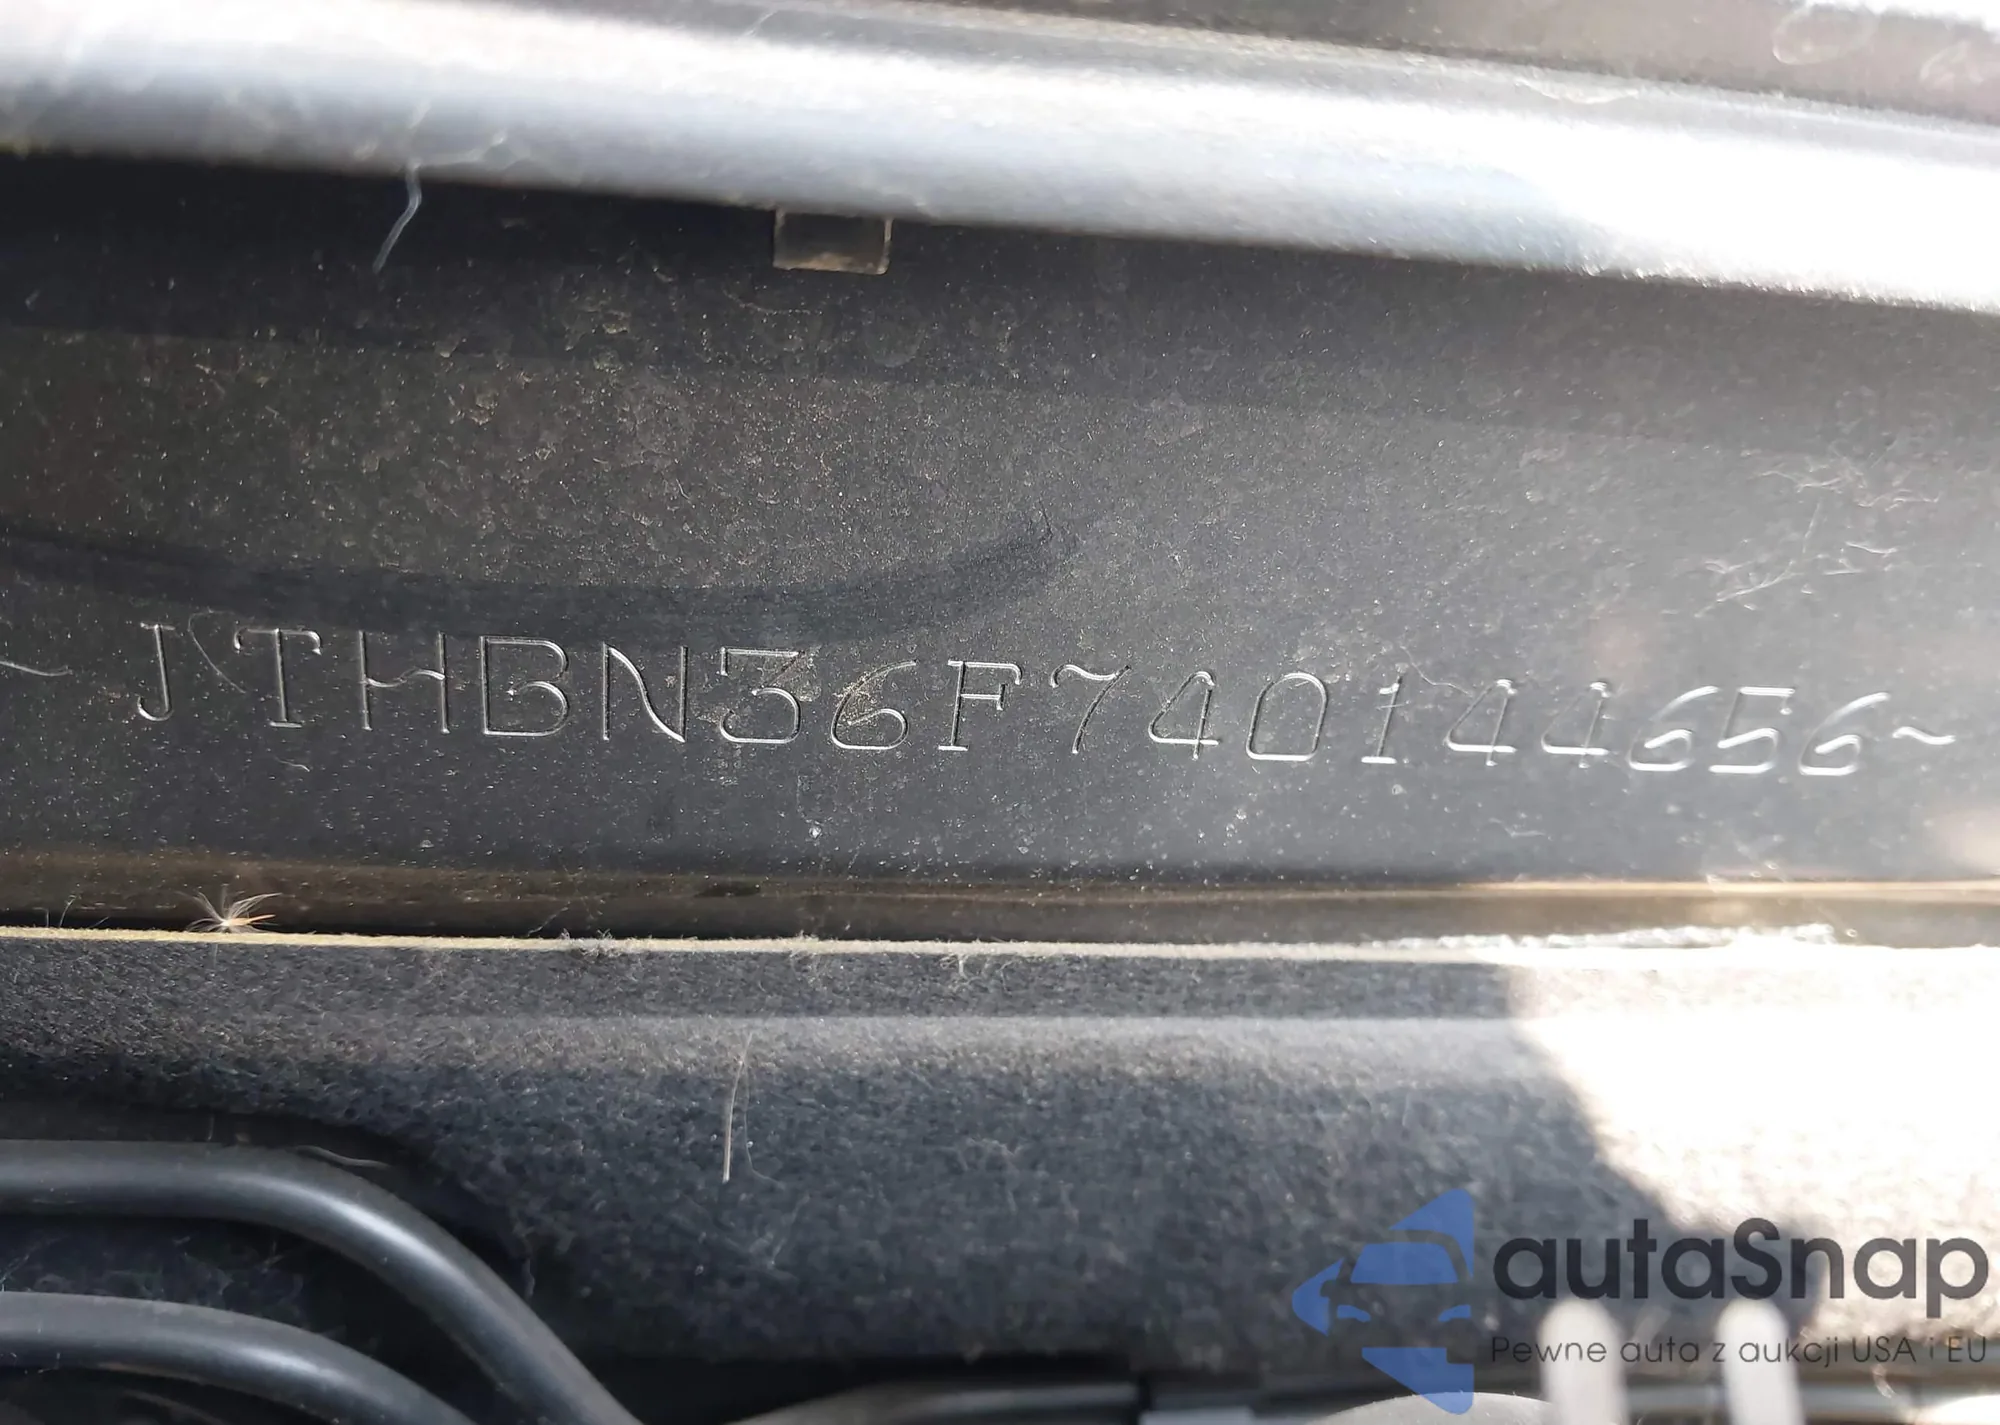 ~JTHBN36F740144656~
autaSnap
Pewne auta z aukcji USA i EU